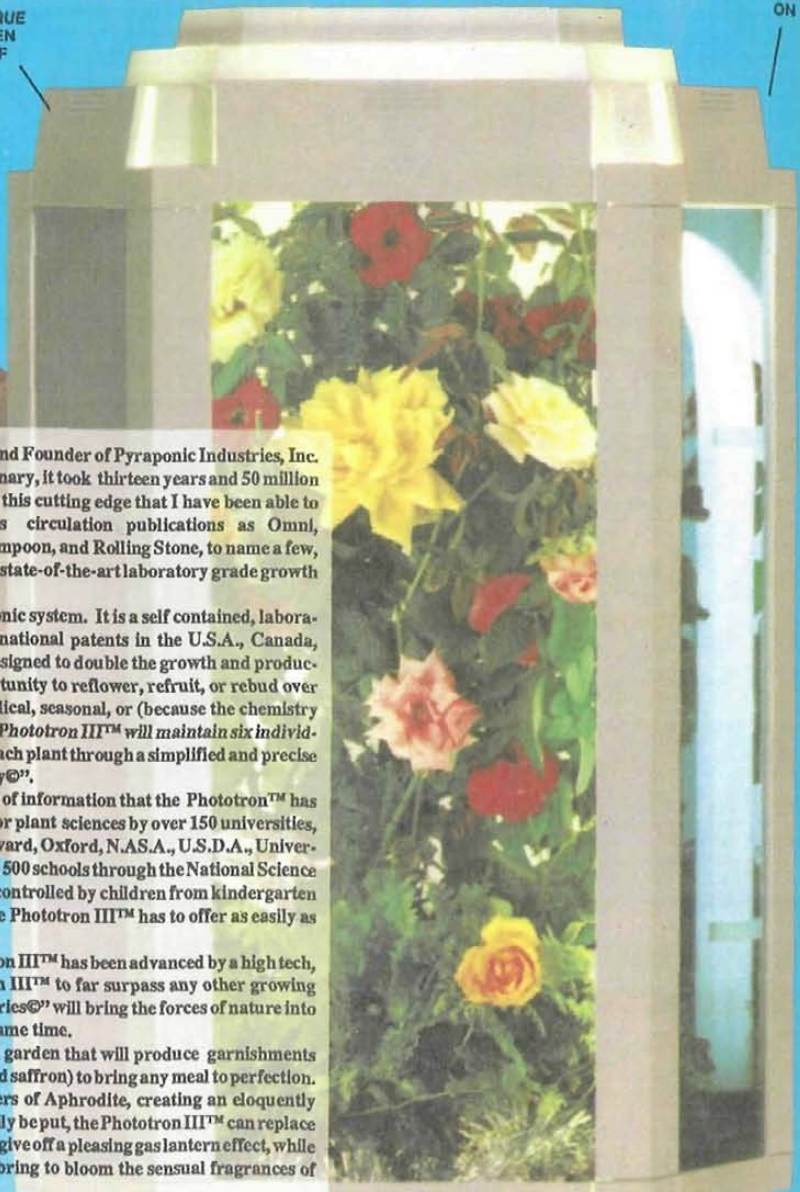 UE
EN
F
ON
nd Founder of Pyraponic Industries, Inc.
nary, it took thirteen years and 50 million
this cutting edge that I have been able to
s circulation publications as Omni,
mpoon, and Rolling Stone, to name a few,
state-of-the-art laboratory grade growth
nic system. It is a self contained, labora-
national patents in the U.S.A., Canada,
signed to double the growth and produc-
tunity to reflower, refruit, or rebud over
lical, seasonal, or (because the chemistry
Phototron III™ will maintain six individ-
ach plant through a simplified and precise
y©”.
of information that the Phototron™ has
or plant sciences by over 150 universities,
vard, Oxford, N.AS.A., U.S.D.A., Univer-
500 schools through the National Science
controlled by children from kindergarten
e Phototron III™ has to offer as easily as
on III™ has been advanced by a high tech,
n III™ to far surpass any other growing
ries©” will bring the forces of nature into
ame time.
garden that will produce garnishments
d saffron) to bring any meal to perfection.
ers of Aphrodite, creating an eloquently
ly be put, the Phototron III™ can replace
give off a pleasing gas lantern effect, while
bring to bloom the sensual fragrances of